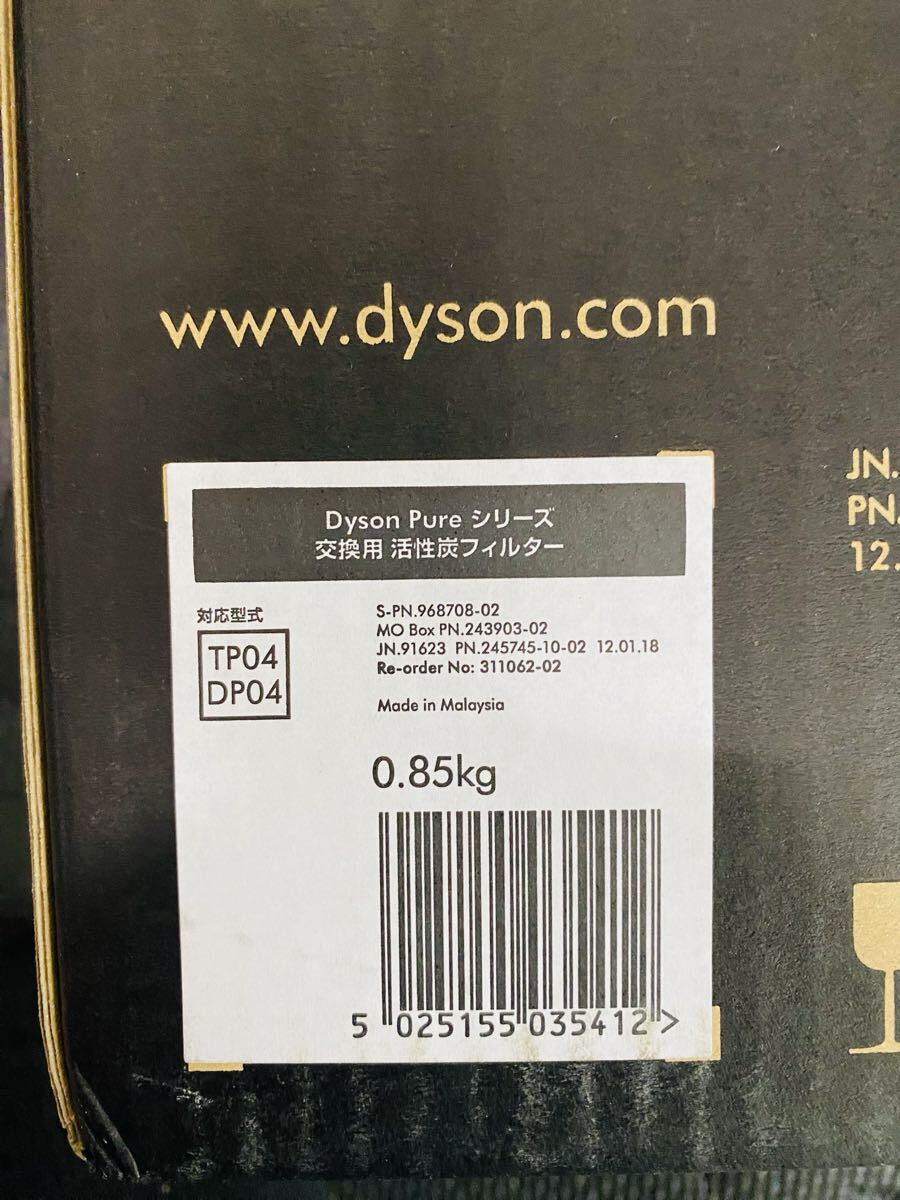 www.dyson.com
JN.
PN.
12.
Dyson Pure シリーズ
交換用 活性炭フィルター
対応型式
TP04
DP04
S-PN.968708-02
MO Box PN.243903-02
JN.91623 PN.245745-10-02 12.01.18
Re-order No: 311062-02
Made in Malaysia
0.85kg
5 025155 035412 >